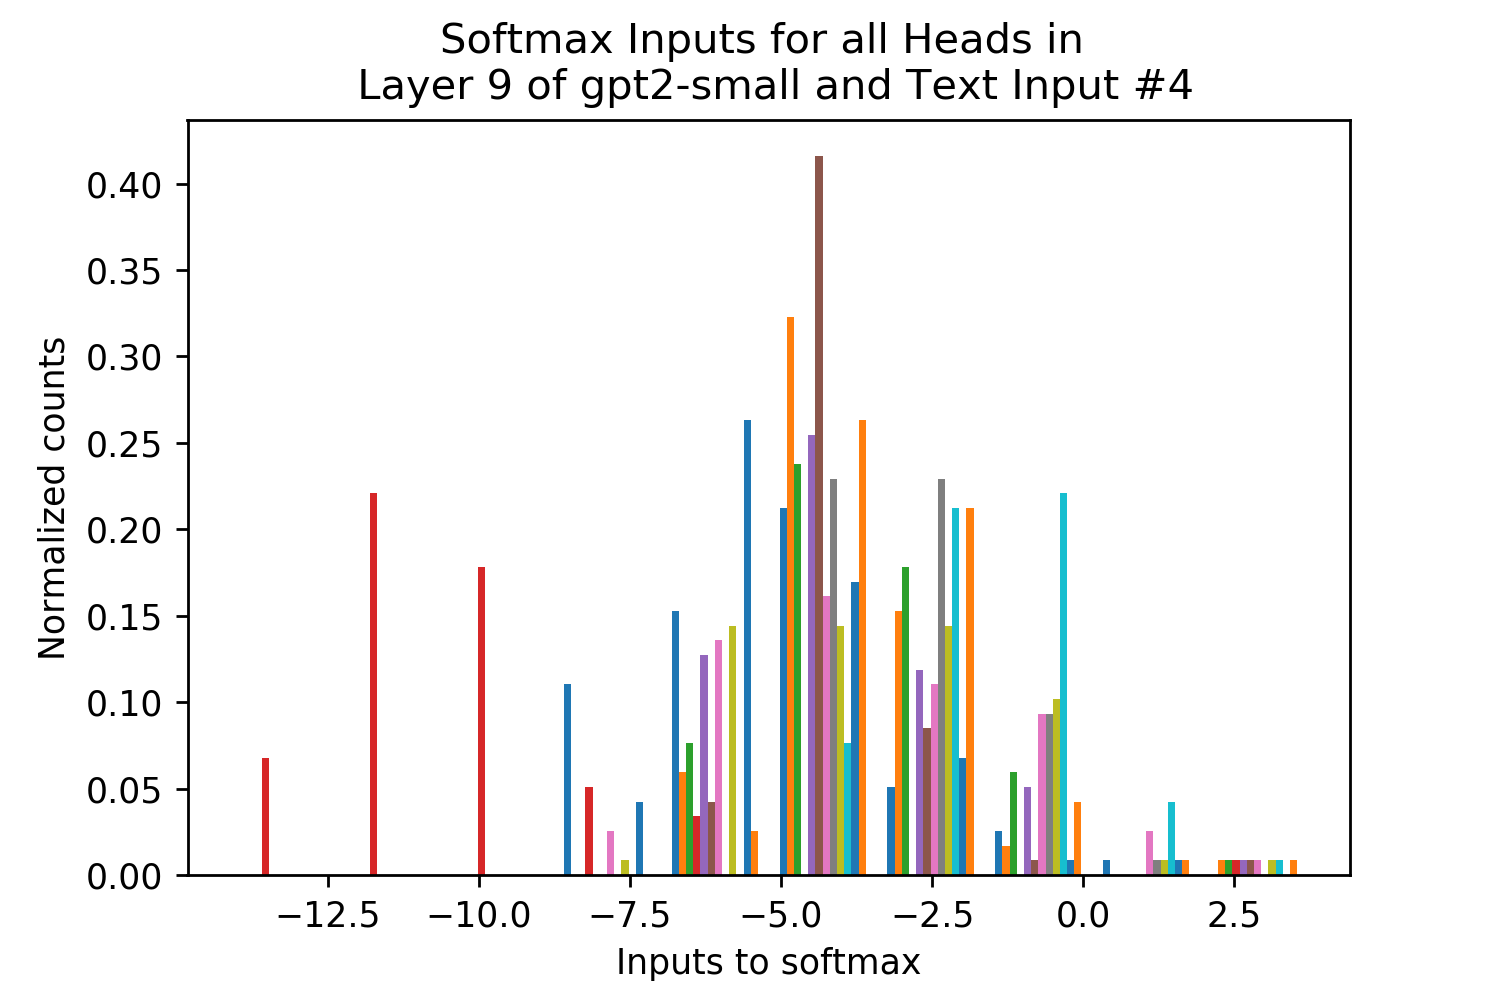 Softmax Inputs for all Heads in
Layer 9 of gpt2-small and Text Input #4
Normalized counts
0.40
0.35
0.30
0.25
0.20
0.15
0.10
0.05
0.00
−12.5 −10.0 −7.5 −5.0 −2.5 0.0 2.5
Inputs to softmax